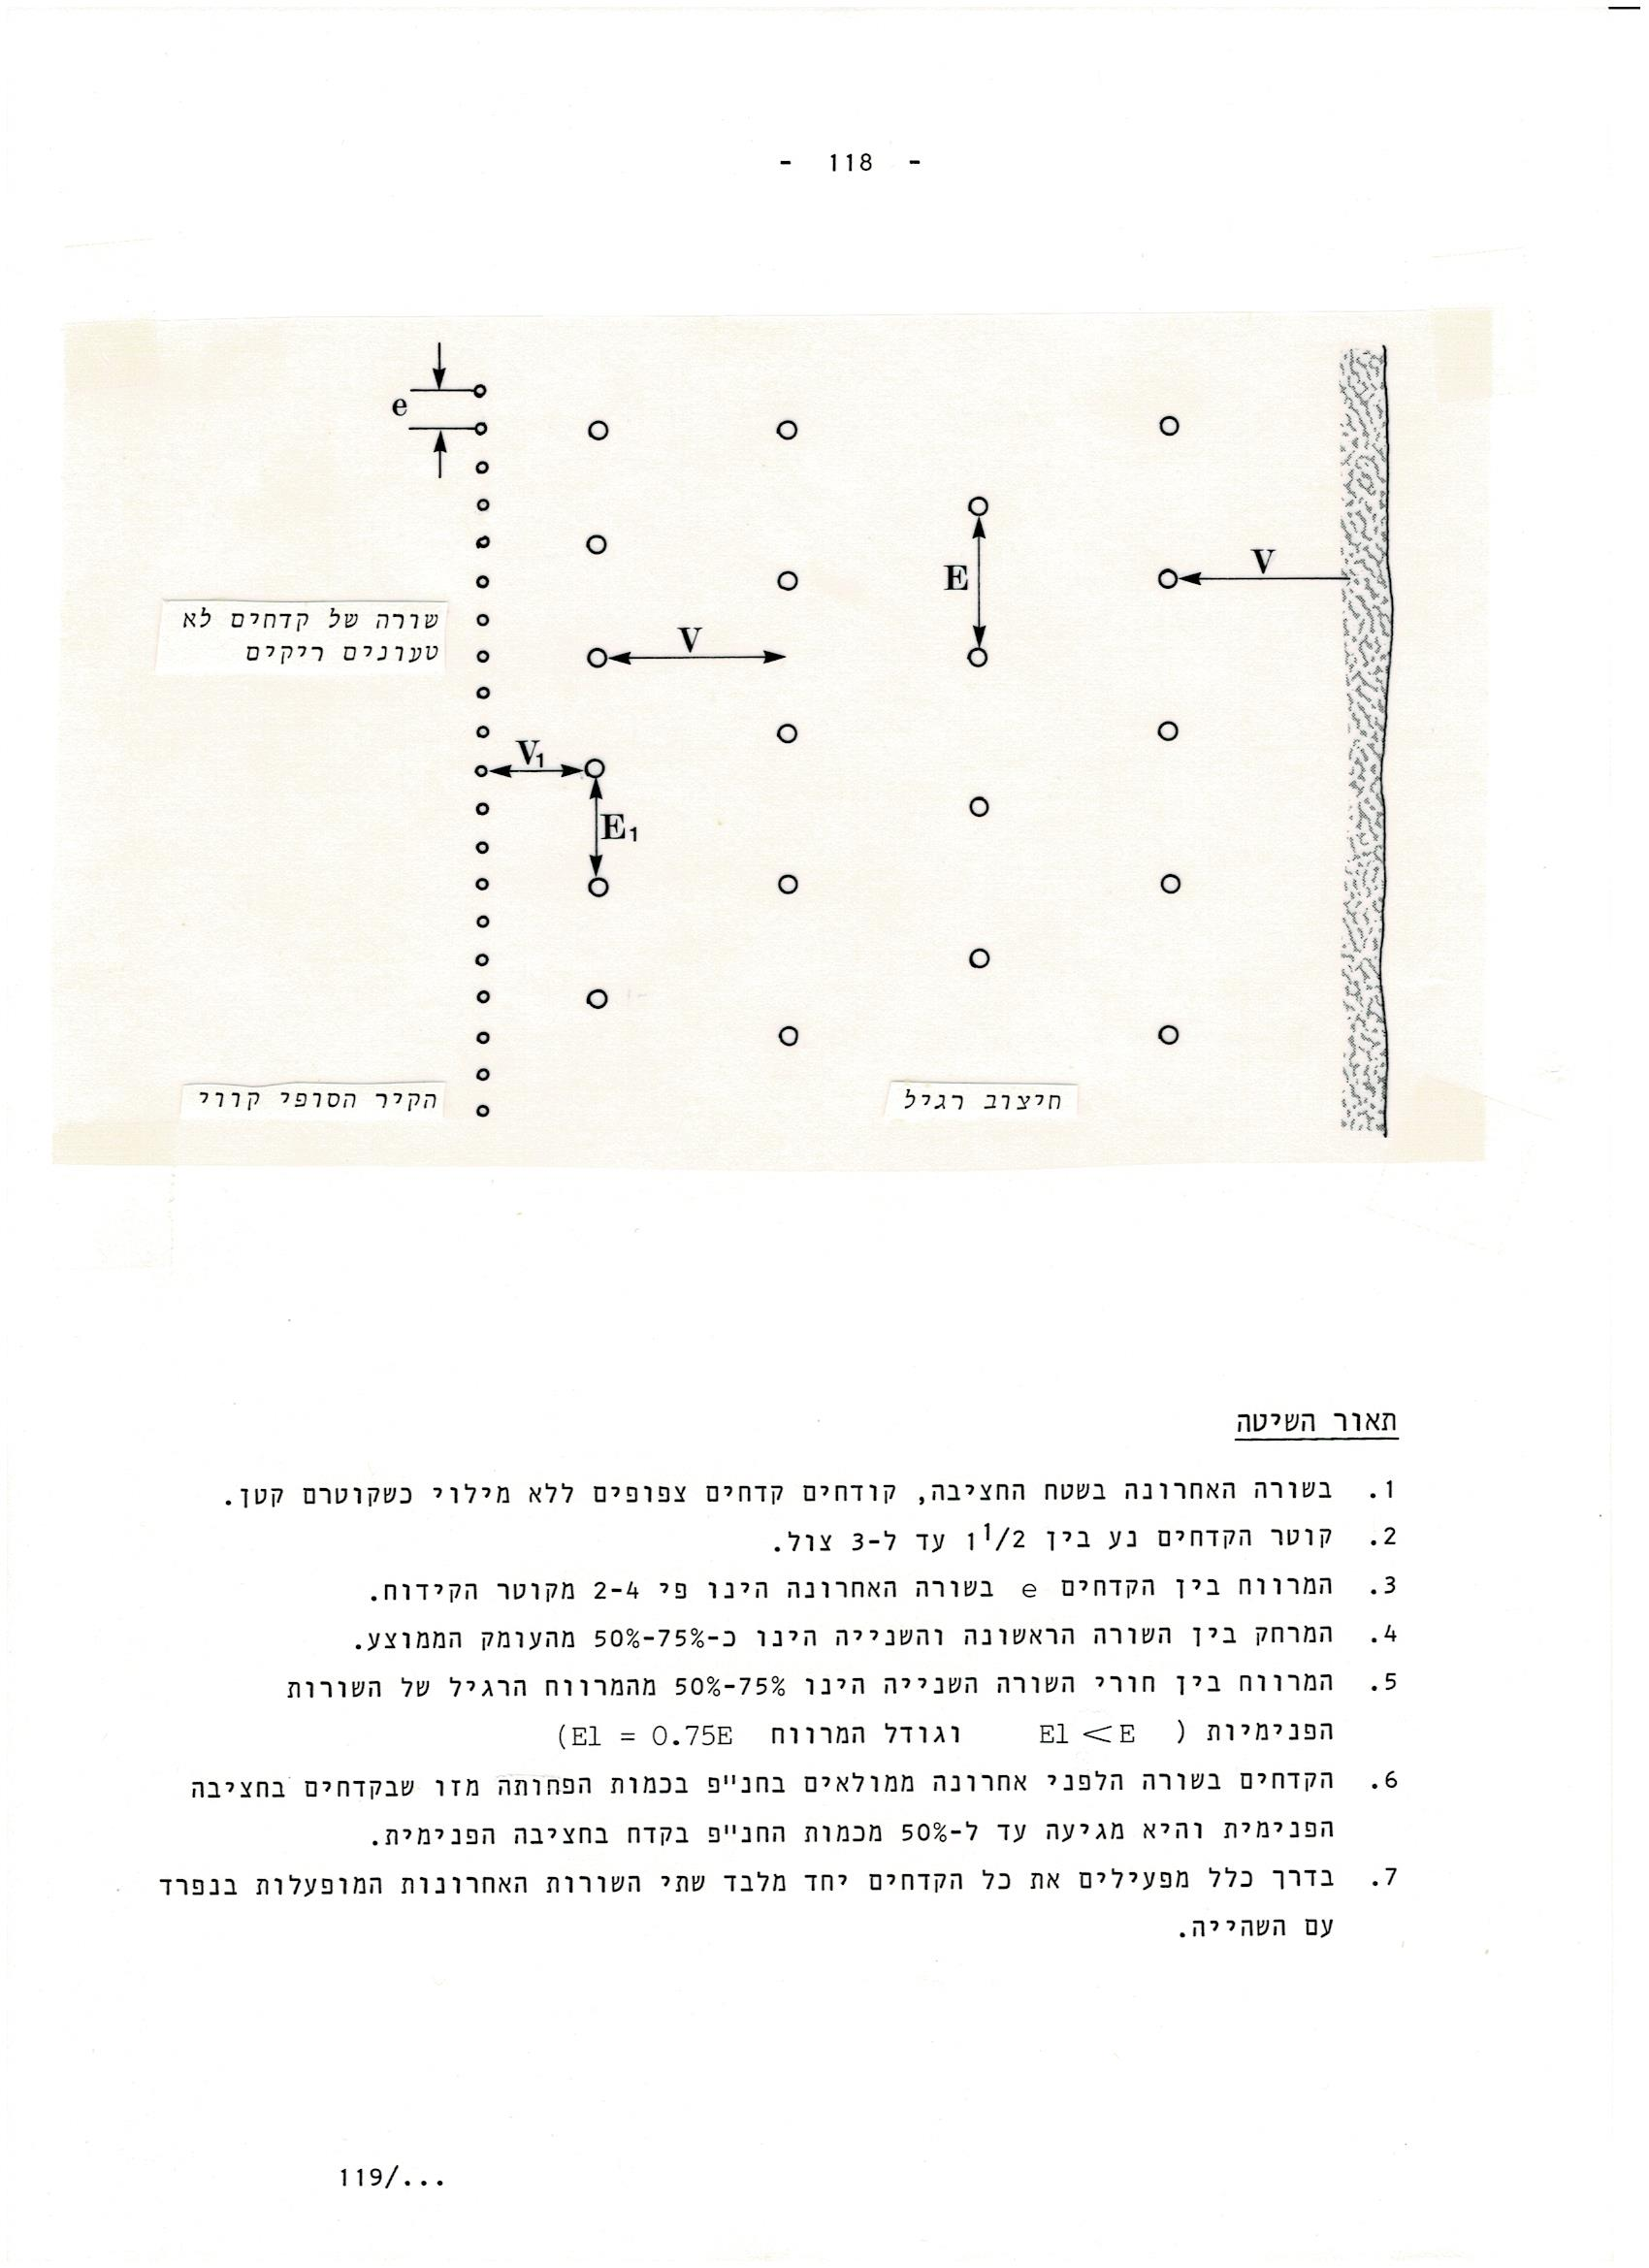 - 118 -
e
E
V
שורה של קדחים לא
טעונים ריקים
V
V₁
E₁
הקיר הסופי קווי
חיצוב רגיל
תאור השיטה
1. בשורה האחרונה בשטח החציבה, קודחים קדחים צפופים ללא מילוי כשקוטרם קטן.
2. קוטר הקדחים נע בין 1 1/2 עד ל-3 צול.
3. המרווח בין הקדחים e בשורה האחרונה הינו פי 2-4 מקוטר הקידוח.
4. המרחק בין השורה הראשונה והשנייה הינו כ-50%-75% מהעומק הממוצע.
5. המרווח בין חורי השורה השנייה הינו 50%-75% מהמרווח הרגיל של השורות
הפנימיות ( El < E וגודל המרווח El = 0.75E)
6. הקדחים בשורה הלפני אחרונה ממולאים בחנ"פ בכמות הפחותה מזו שבקדחים בחציבה
הפנימית והיא מגיעה עד ל-50% מכמות החנ"פ בקדח בחציבה הפנימית.
7. בדרך כלל מפעילים את כל הקדחים יחד מלבד שתי השורות האחרונות המופעלות בנפרד
עם השהייה.
119/...